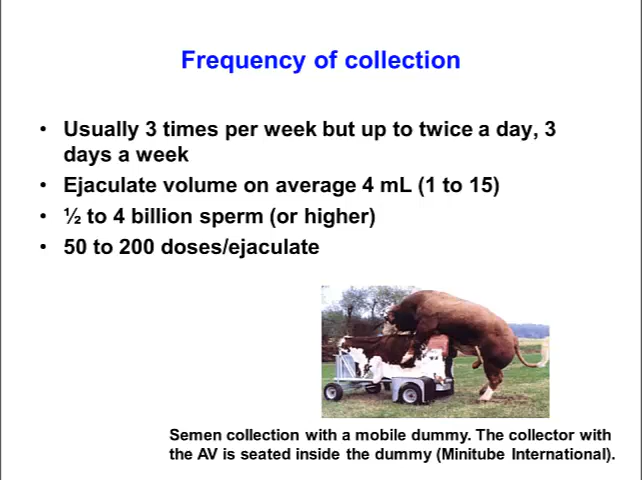 Frequency of collection
• Usually 3 times per week but up to twice a day, 3
days a week
• Ejaculate volume on average 4 mL (1 to 15)
• ½ to 4 billion sperm (or higher)
• 50 to 200 doses/ejaculate
Semen collection with a mobile dummy. The collector with
the AV is seated inside the dummy (Minitube International).